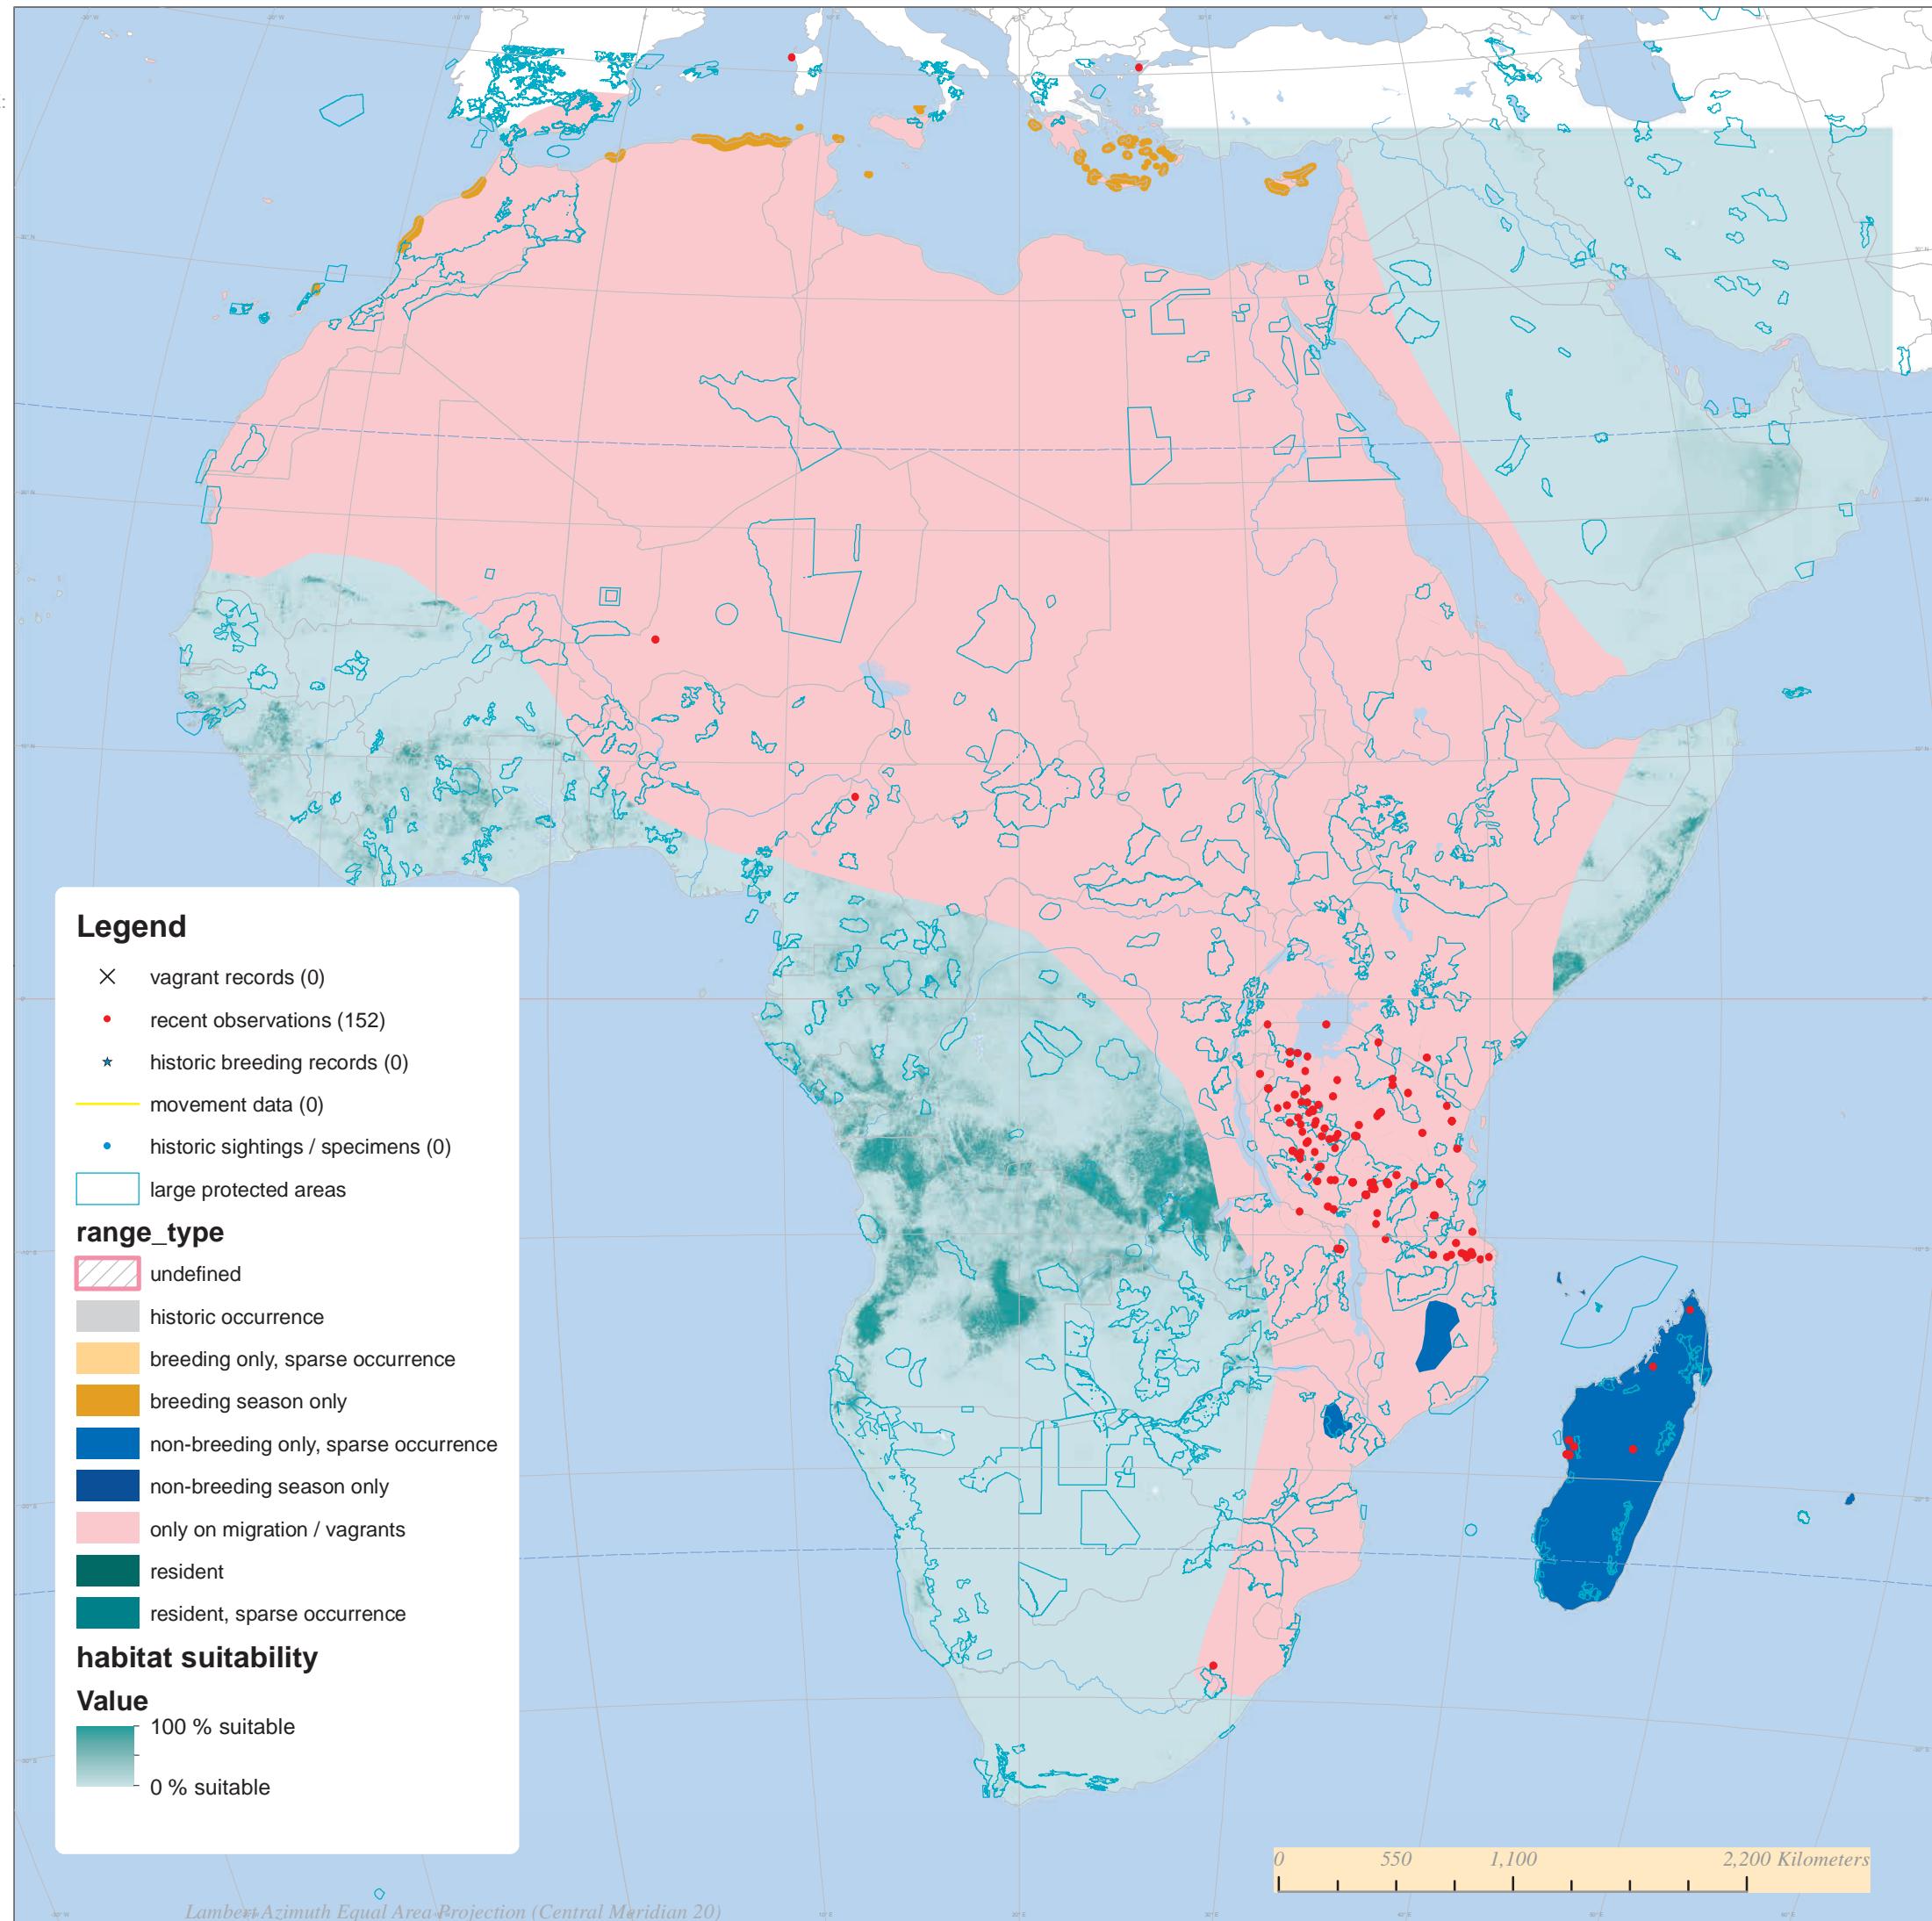 Legend
vagrant records (0)
recent observations (152)
historic breeding records (0)
movement data (0)
historic sightings / specimens (0)
large protected areas
range_type
undefined
historic occurrence
breeding only, sparse occurrence
breeding season only
non-breeding only, sparse occurrence
non-breeding season only
only on migration / vagrants
resident
resident, sparse occurrence
habitat suitability
Value
100 % suitable
0 % suitable
0 550 1,100 2,200 Kilometers
Lambert Azimuth Equal Area Projection (Central Meridian 20)